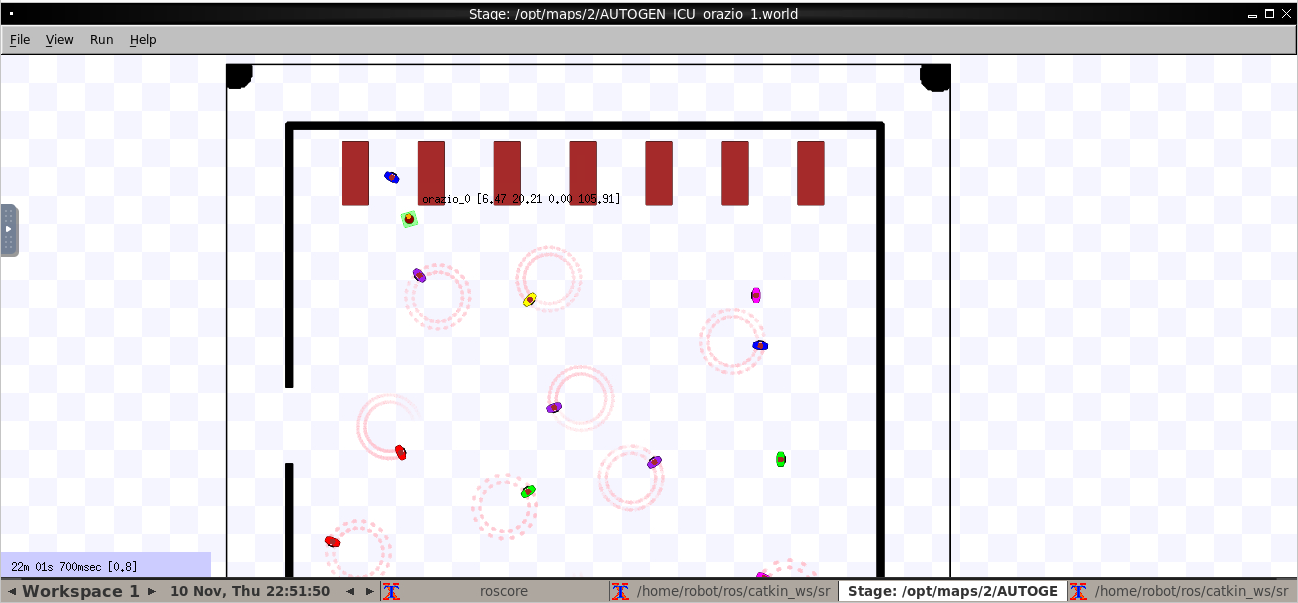 Stage: /opt/maps/2/AUTOGEN_ICU_orazio_1.world
File View Run Help
orazio_0 [6.47 20.21 0.00 105.91]
22m 01s 700msec [0.8]
Workspace 1 10 Nov, Thu 22:51:50 roscore /home/robot/ros/catkin_ws/sr Stage: /opt/maps/2/AUTOGE /home/robot/ros/catkin_ws/sr